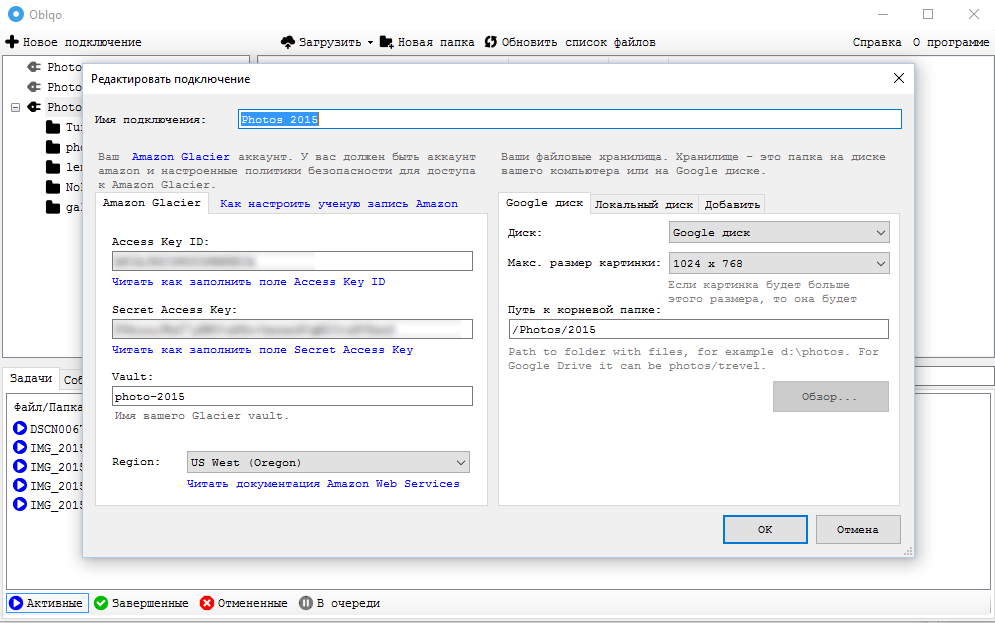 Oblqo
Новое подключение Загрузить Новая папка Обновить список файлов Справка О программе
Photo
Photo
Photo
Tu
pho
le
No
ga
Редактировать подключение
Имя подключения: Photos 2015
Ваш Amazon Glacier аккаунт. У вас должен быть аккаунт
amazon и настроенные политики безопасности для доступа
к Amazon Glacier.
Ваши файловые хранилища. Хранилище - это папка на диске
вашего компьютера или на Google диске.
Amazon Glacier Как настроить ученую запись Amazon
Google диск Локальный диск Добавить
Access Key ID:
Читать как заполнить поле Access Key ID
Secret Access Key:
Читать как заполнить поле Secret Access Key
Vault:
photo-2015
Имя вашего Glacier vault.
Region: US West (Oregon)
Читать документация Amazon Web Services
Диск: Google диск
Макс. размер картинки: 1024 x 768
Если картинка будет больше
этого размера, то она будет
Путь к корневой папке:
/Photos/2015
Path to folder with files, for example d:\photos. For
Google Drive it can be photos/trevel.
Обзор...
OK Отмена
Задачи Соб
Файл/Папка
DSCN0067
IMG_2015
IMG_2015
IMG_2015
IMG_2015
Активные Завершенные Отмененные В очереди